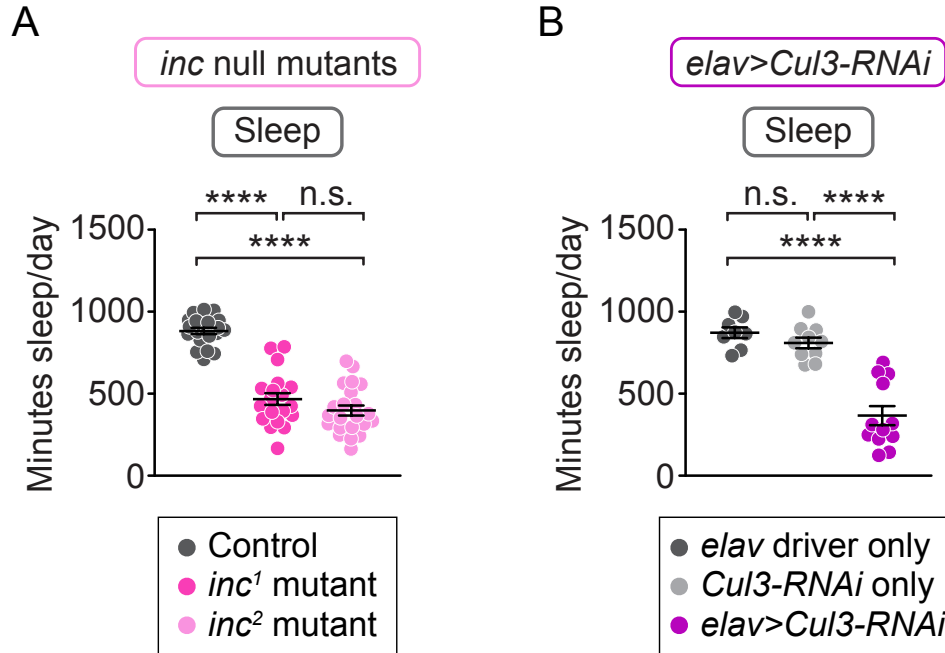 A
inc null mutants
Sleep
**** n.s.
****
Minutes sleep/day
1500
1000
500
0
Control
inc¹ mutant
inc² mutant
B
elav>Cul3-RNAi
Sleep
n.s. ****
****
Minutes sleep/day
1500
1000
500
0
elav driver only
Cul3-RNAi only
elav>Cul3-RNAi